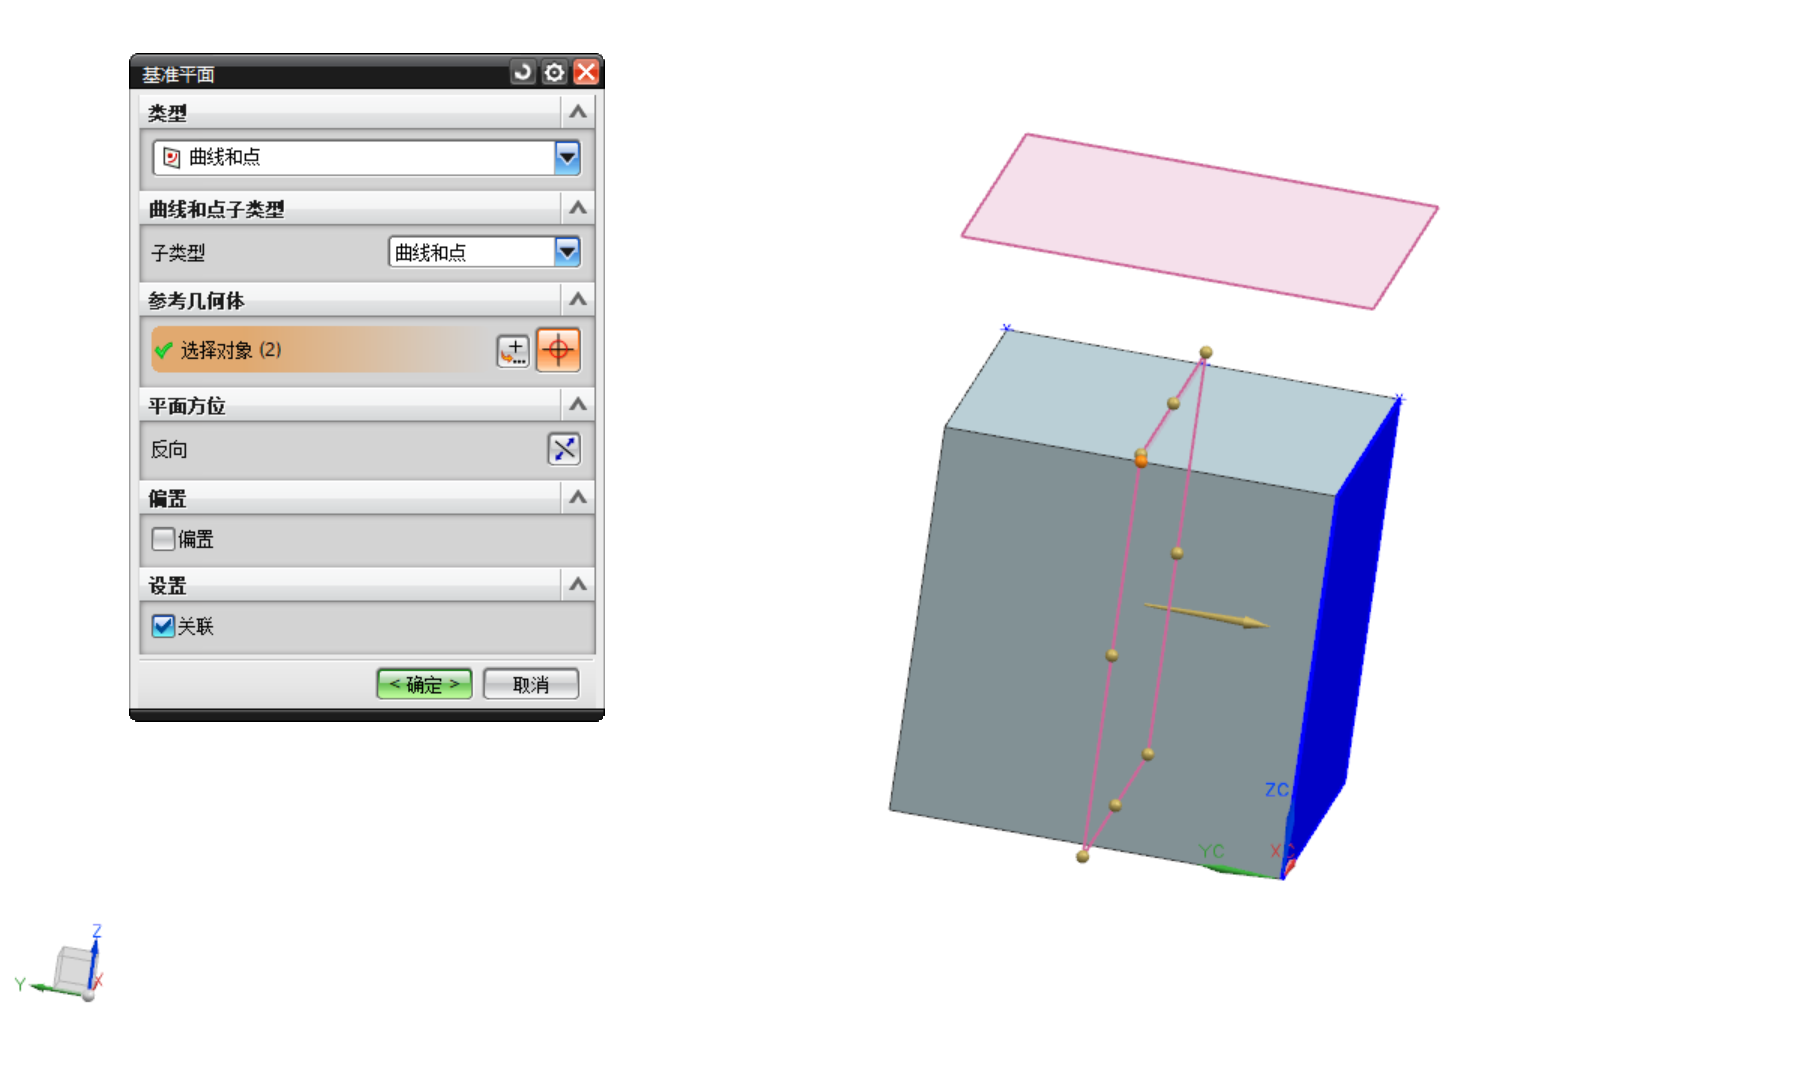 基准平面
类型
曲线和点
曲线和点子类型
子类型 曲线和点
参考几何体
选择对象 (2)
平面方位
反向
偏置
偏置
设置
关联
< 确定 > 取消
ZC
YC XC
Z
Y X